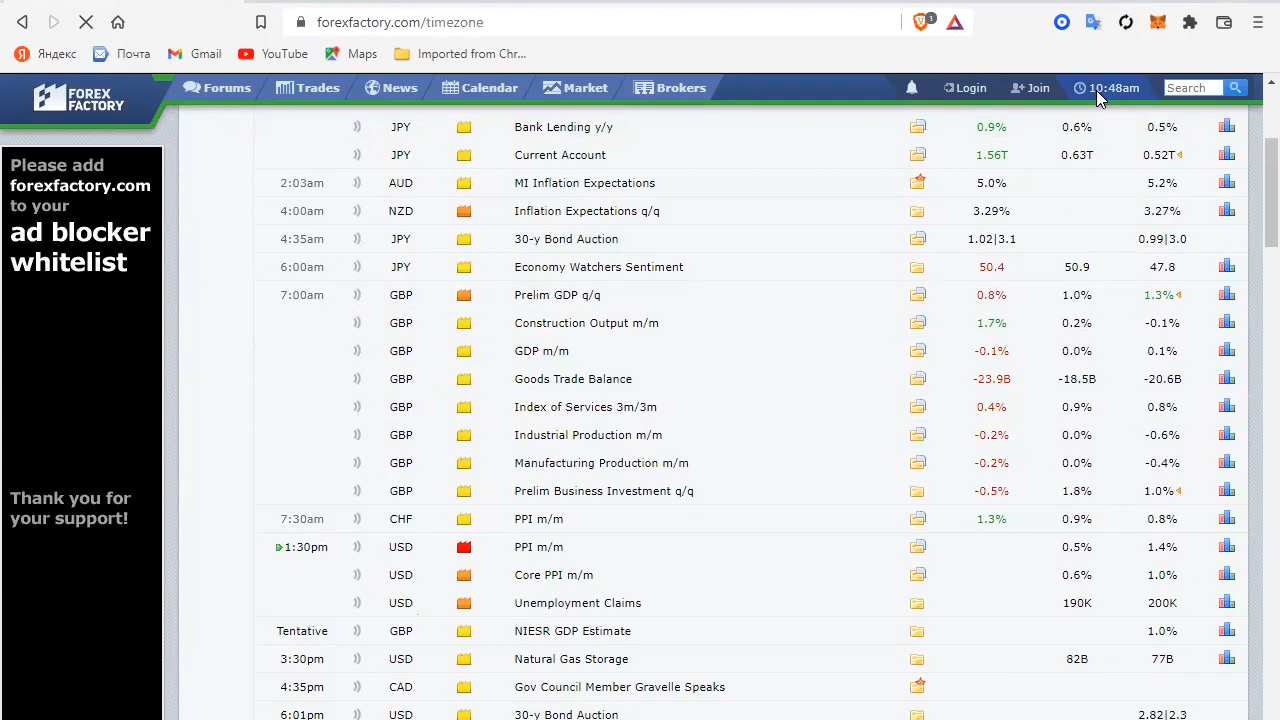 forexfactory.com/timezone
3
Яндекс Почта Gmail YouTube Maps Imported from Chr...
FOREX FACTORY Forums Trades News Calendar Market Brokers Login Join 10:48am Search
Please add
forexfactory.com
to your
ad blocker
whitelist
Thank you for
your support!
JPY Bank Lending y/y 0.9% 0.6% 0.5%
JPY Current Account 1.56T 0.63T 0.52T
2:03am AUD MI Inflation Expectations 5.0% 5.2%
4:00am NZD Inflation Expectations q/q 3.29% 3.27%
4:35am JPY 30-y Bond Auction 1.02|3.1 0.99|3.0
6:00am JPY Economy Watchers Sentiment 50.4 50.9 47.8
7:00am GBP Prelim GDP q/q 0.8% 1.0% 1.3%
GBP Construction Output m/m 1.7% 0.2% -0.1%
GBP GDP m/m -0.1% 0.0% 0.1%
GBP Goods Trade Balance -23.9B -18.5B -20.6B
GBP Index of Services 3m/3m 0.4% 0.9% 0.8%
GBP Industrial Production m/m -0.2% 0.0% -0.6%
GBP Manufacturing Production m/m -0.2% 0.0% -0.4%
GBP Prelim Business Investment q/q -0.5% 1.8% 1.0%
7:30am CHF PPI m/m 1.3% 0.9% 0.8%
1:30pm USD PPI m/m 0.5% 1.4%
USD Core PPI m/m 0.6% 1.0%
USD Unemployment Claims 190K 200K
Tentative GBP NIESR GDP Estimate 1.0%
3:30pm USD Natural Gas Storage 82B 77B
4:35pm CAD Gov Council Member Gravelle Speaks
6:01pm USD 30-y Bond Auction 2.82|2.3